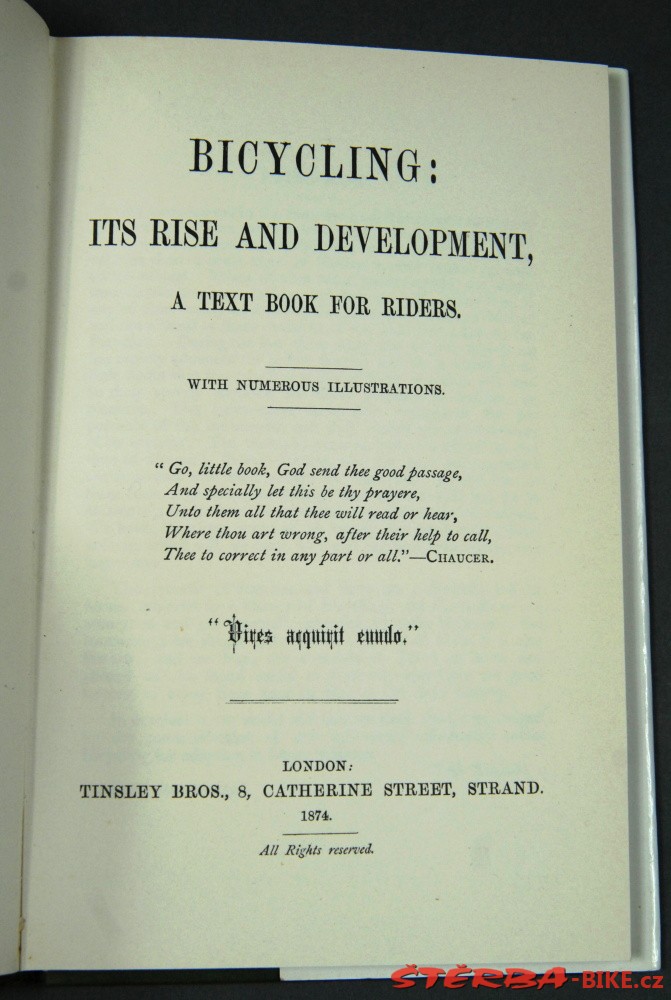 BICYCLING:
ITS RISE AND DEVELOPMENT,
A TEXT BOOK FOR RIDERS.
WITH NUMEROUS ILLUSTRATIONS.
“ Go, little book, God send thee good passage,
And specially let this be thy prayere,
Unto them all that thee will read or hear,
Where thou art wrong, after their help to call,
Thee to correct in any part or all.”—CHAUCER.
“Vires acquirit eundo.”
LONDON:
TINSLEY BROS., 8, CATHERINE STREET, STRAND.
1874.
All Rights reserved.
ŠTĚRBA-BIKE.cz